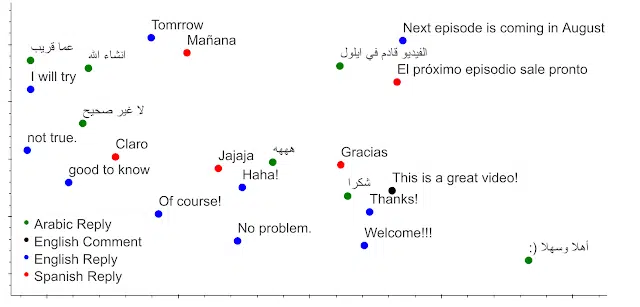 Tomrrow
Next episode is coming in August
Mañana
عما قريب
انشاء الله
الفيديو قادم في ايلول
I will try
El próximo episodio sale pronto
لا غير صحيح
not true.
Claro
Jajaja
هههه
Gracias
good to know
Haha!
شكرا
This is a great video!
Of course!
Thanks!
No problem.
Welcome!!!
أهلا وسهلا (:
Arabic Reply
English Comment
English Reply
Spanish Reply